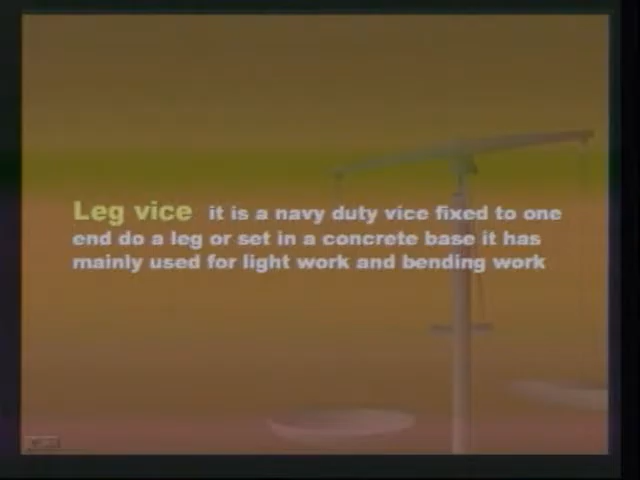 Leg vice it is a navy duty vice fixed to one
end do a leg or set in a concrete base it has
mainly used for light work and bending work